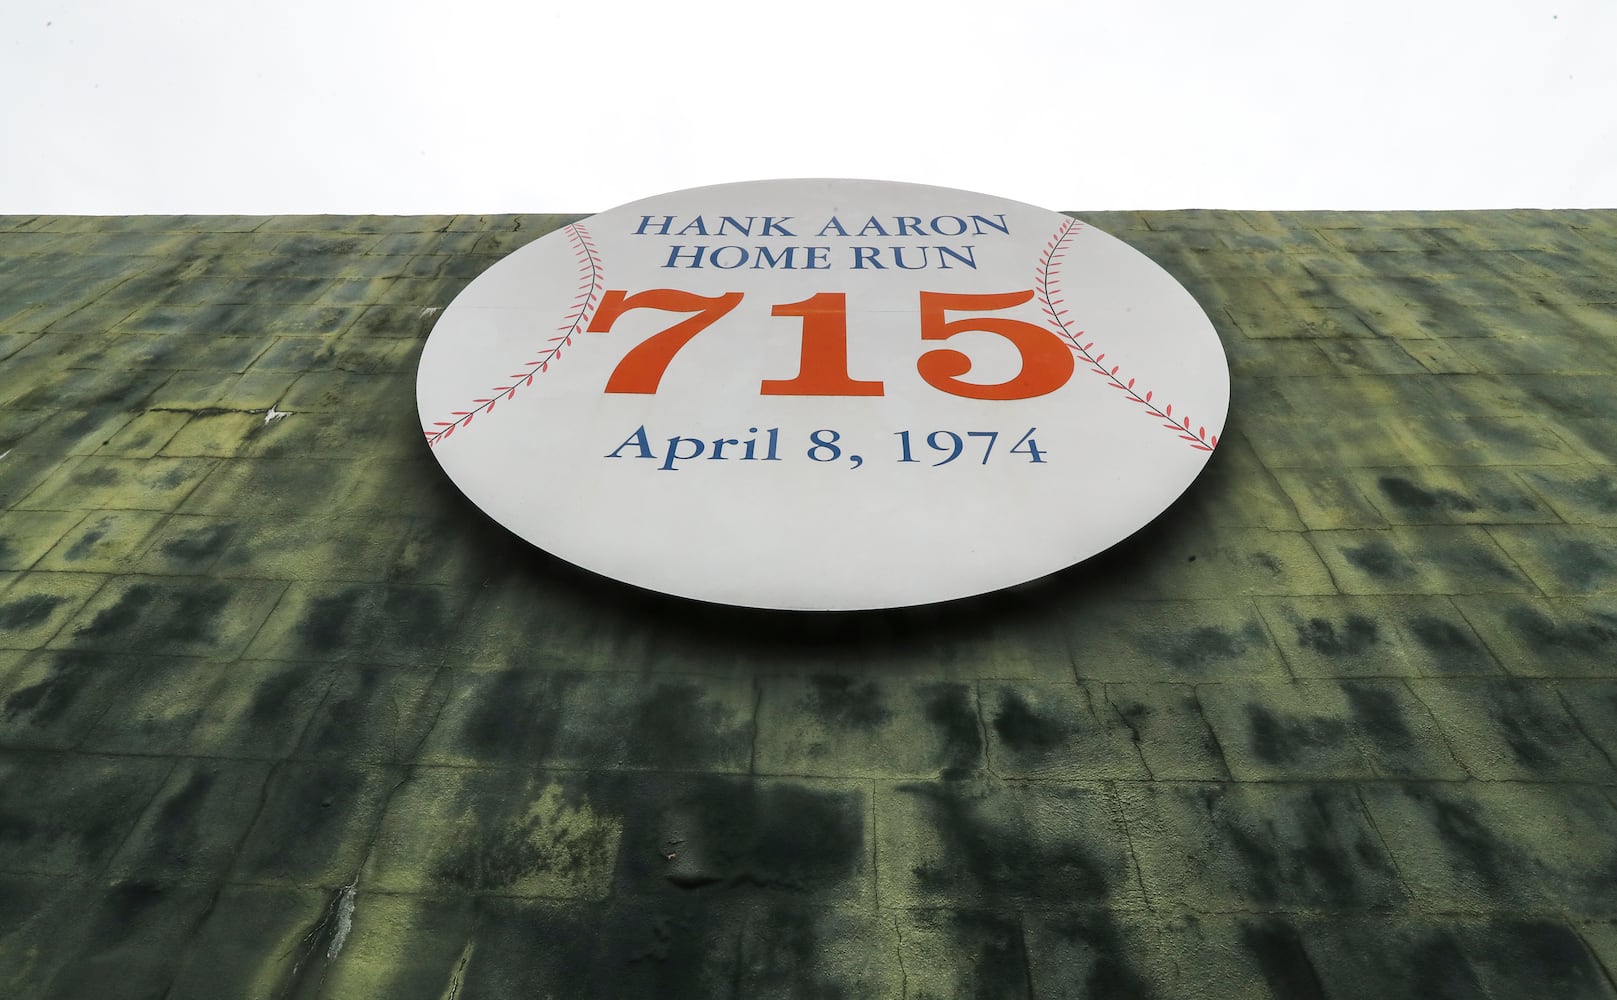 HANK AARON
HOME RUN
715
April 8, 1974